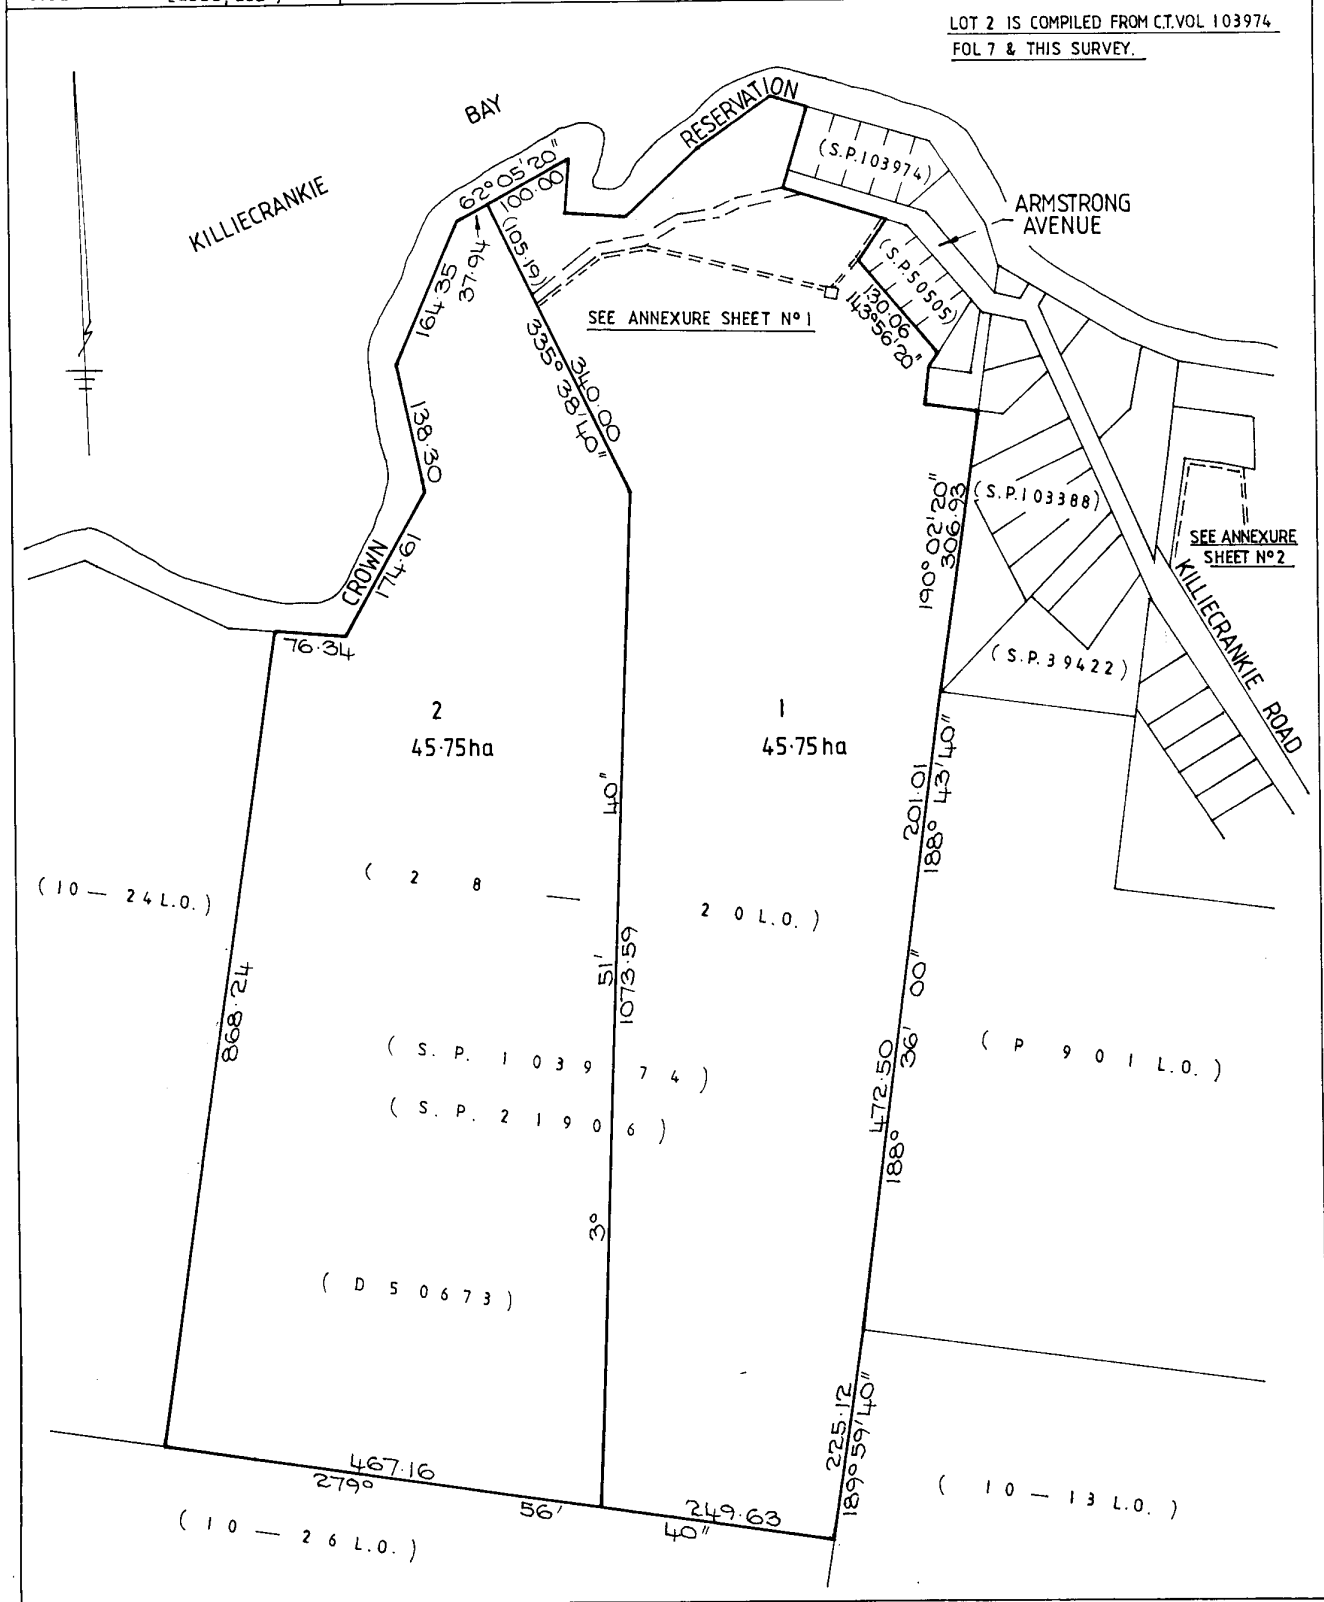 LOT 2 IS COMPILED FROM C.T.VOL 103974
FOL 7 & THIS SURVEY.
BAY
KILLIECRANKIE
RESERVATION
(S.P.103974)
ARMSTRONG
AVENUE
62°05'20"
100·00
(105·19)
37·94
164·35
(S.P.50505)
130·06
143°56'20"
SEE ANNEXURE SHEET Nº 1
340·00
335° 38' 40"
138·30
(S.P.103388)
190° 02' 20"
306·93
SEE ANNEXURE
SHEET Nº 2
CROWN
174·61
KILLIECRANKIE ROAD
76·34
(S.P.39422)
2
45·75ha
1
45·75ha
201·01
188° 43' 40"
(10 — 24 L.O.)
(28 — 20 L.O.)
868·24
3° 51' 40"
1073·59
472·50
188° 36' 00"
(P 901 L.O.)
(S.P. 103974)
(S.P. 21906)
(D 50673)
225·12
189° 59' 40"
467·16
249·63
279° 56' 40"
(10 — 26 L.O.)
(10 — 13 L.O.)